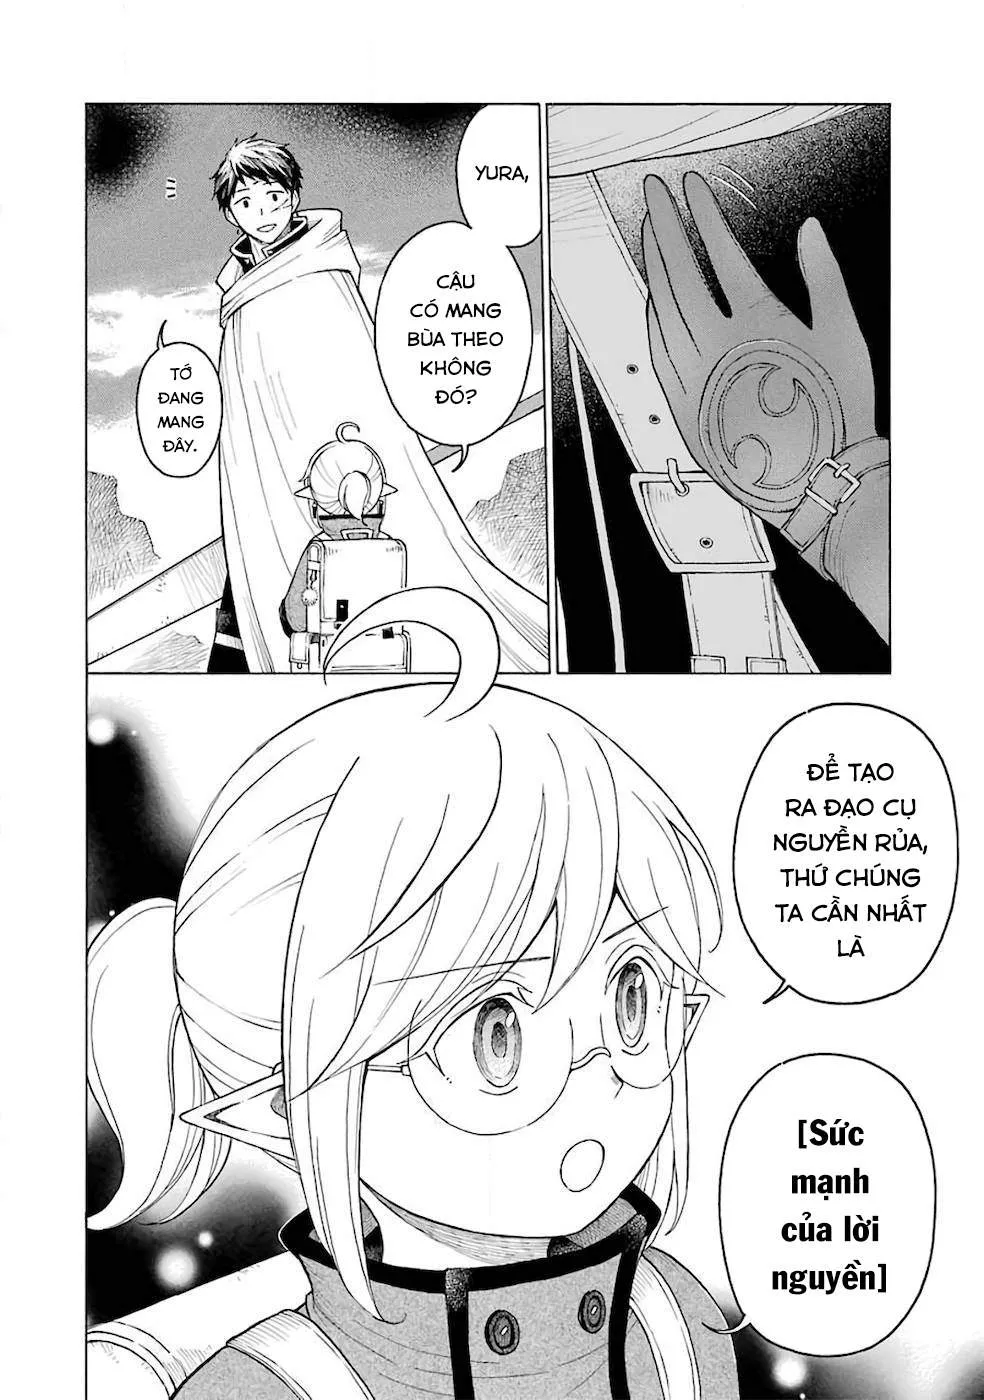 YURA,
CẬU
CÓ MANG
BÙA THEO
KHÔNG
ĐÓ?
TỚ
ĐANG
MANG
ĐÂY.
ĐỂ TẠO
RA ĐẠO CỤ
NGUYỀN RỦA,
THỨ CHÚNG
TA CẦN NHẤT
LÀ
[Sức
mạnh
của lời
nguyền]